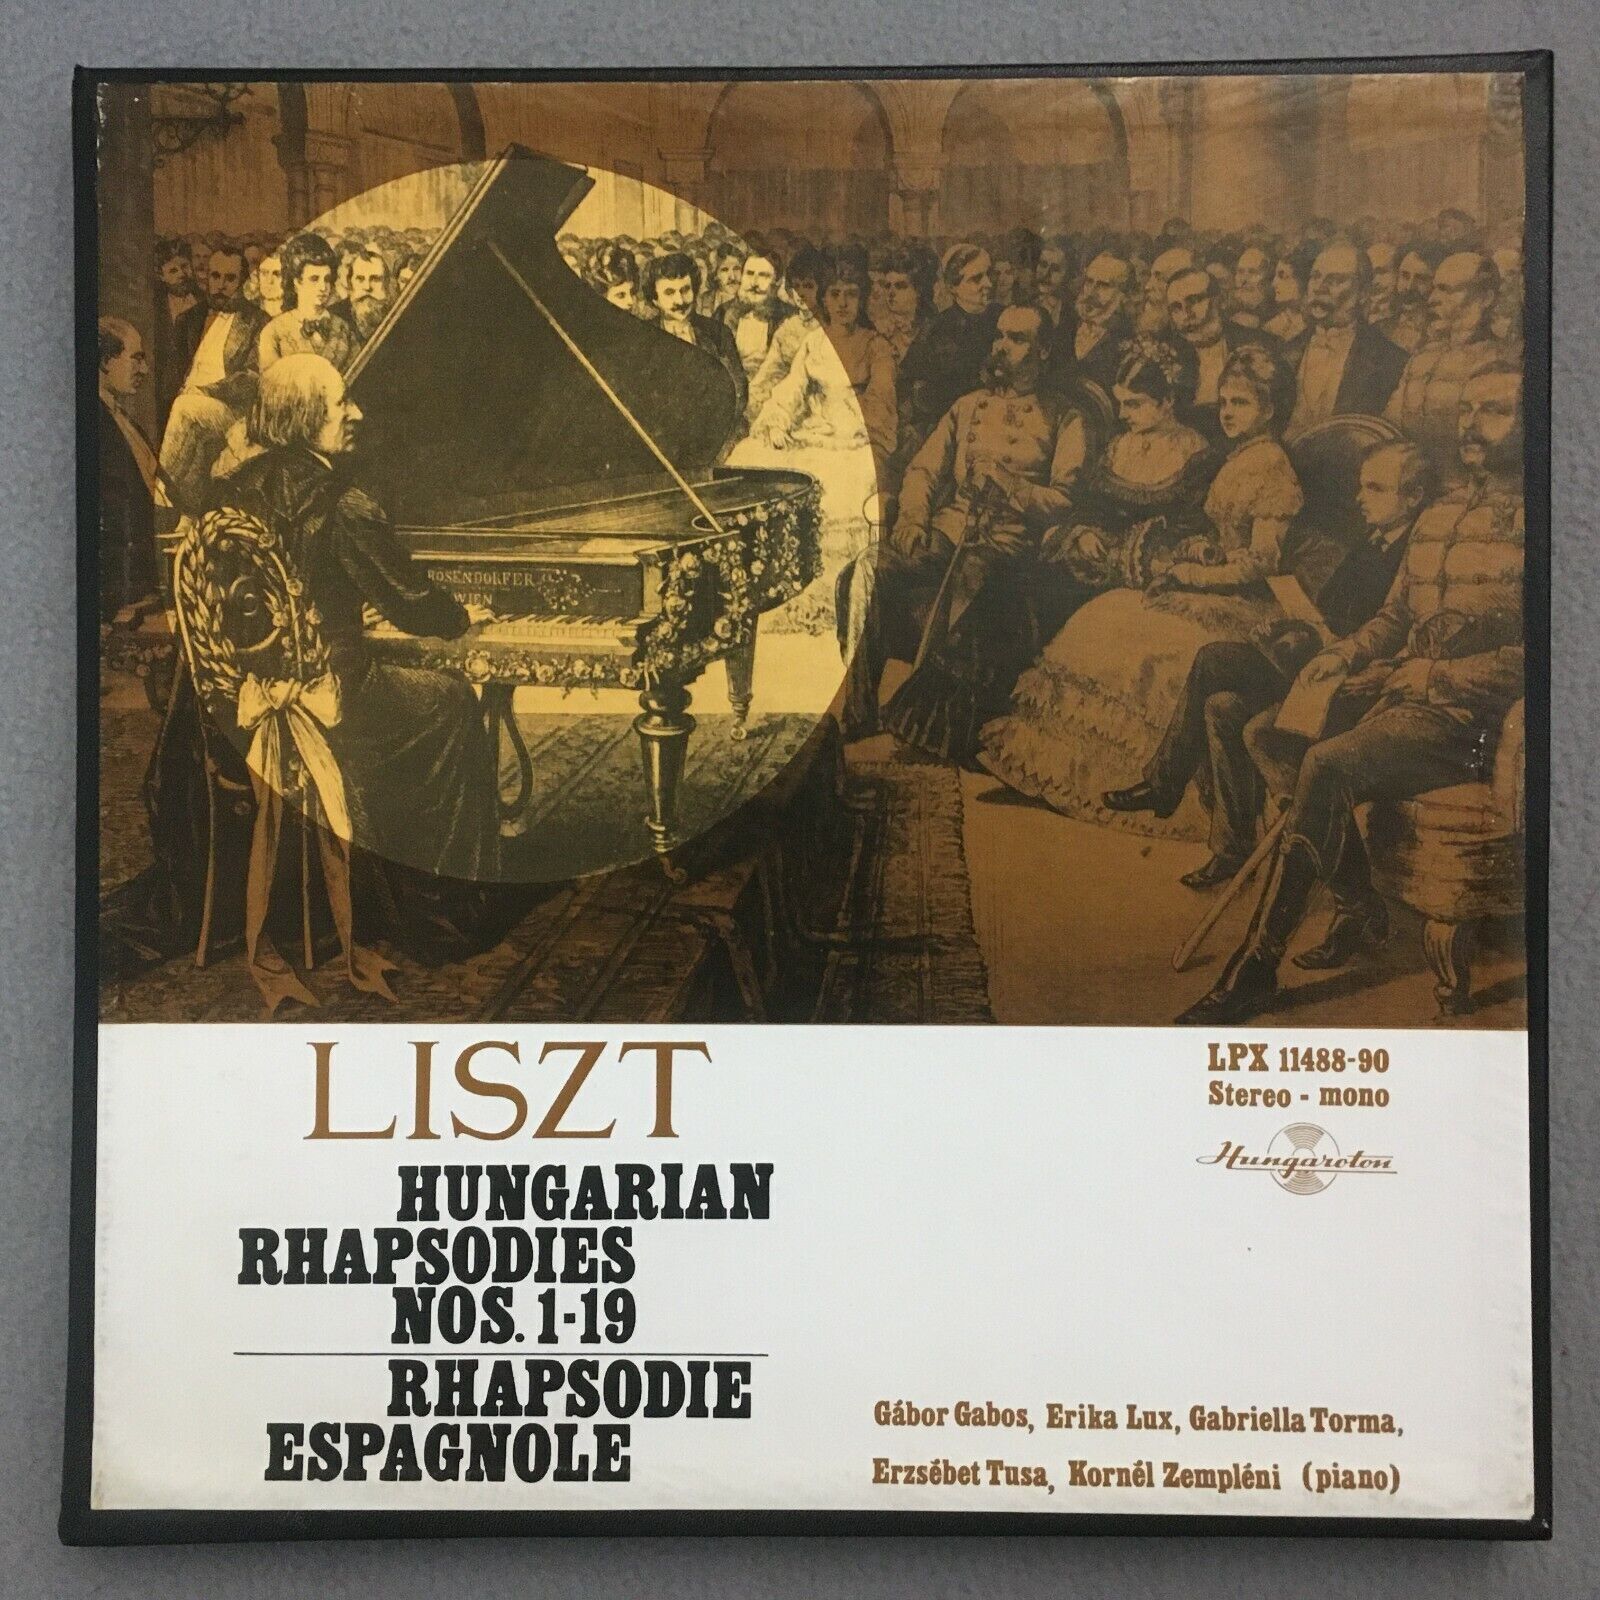 BOSENDORFER
WIEN
LISZT
HUNGARIAN
RHAPSODIES
NOS. 1-19
RHAPSODIE
ESPAGNOLE
LPX 11488-90
Stereo - mono
Hungaroton
Gábor Gabos, Erika Lux, Gabriella Torma,
Erzsébet Tusa, Kornél Zempléni (piano)